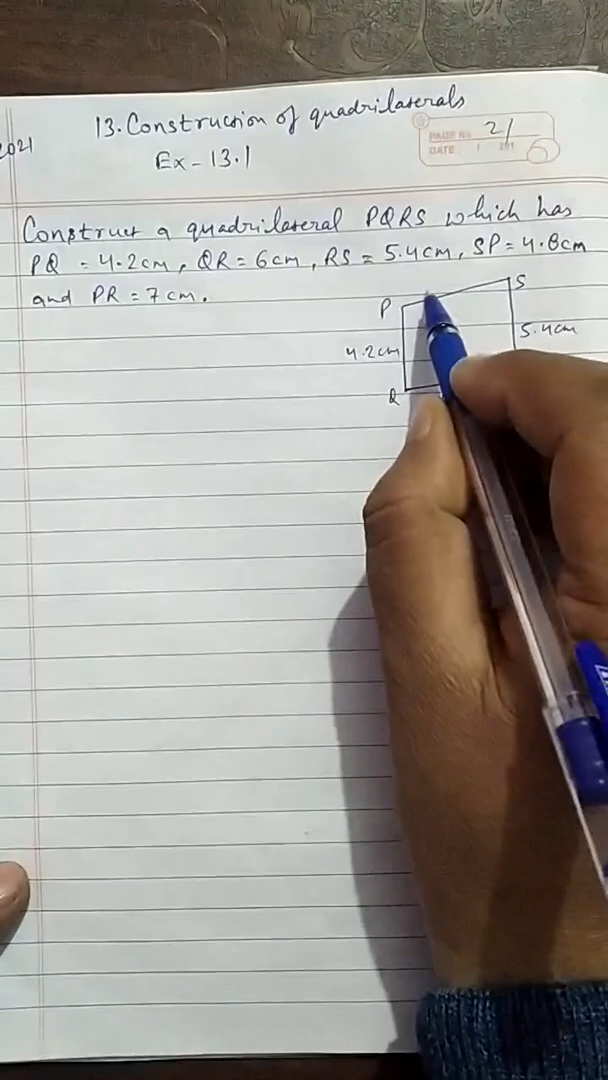 13. Construction of quadrilaterals
2021
PAGE No. 21
Ex - 13.1
DATE
Construct a quadrilateral PQRS which has
PQ = 4.2cm, QR = 6cm, RS = 5.4cm, SP = 4.8cm
and PR = 7cm.
S
P
5.4cm
4.2cm
Q